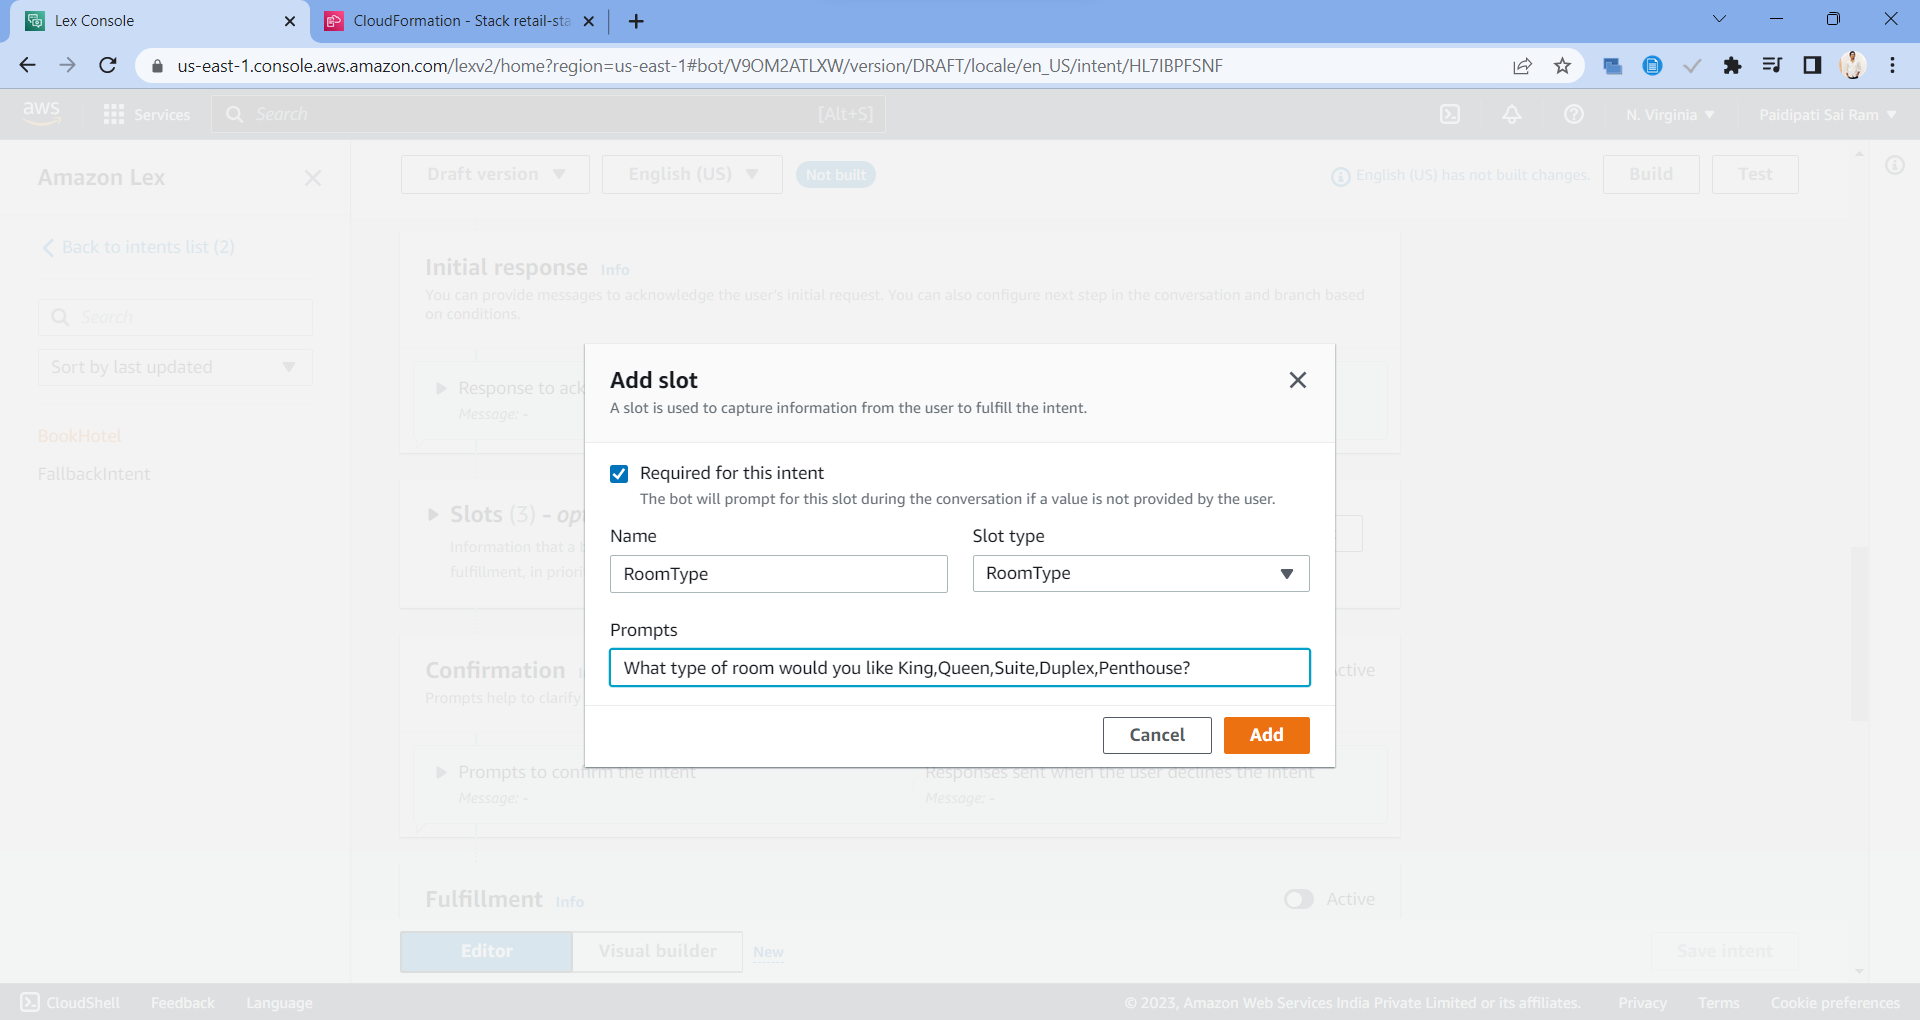 Lex Console
CloudFormation - Stack retail-sta
us-east-1.console.aws.amazon.com/lexv2/home?region=us-east-1#bot/V9OM2ATLXW/version/DRAFT/locale/en_US/intent/HL7IBPFSNF
aws
Services
Search
[Alt+S]
N. Virginia
Paidipati Sai Ram
Amazon Lex
Draft version
English (US)
Not built
English (US) has not built changes.
Build
Test
Back to intents list (2)
Search
Sort by last updated
BookHotel
FallbackIntent
Initial response Info
You can provide messages to acknowledge the user's initial request. You can also configure next step in the conversation and branch based
on conditions.
Response to ack
Message: -
Slots (3) - opt
Information that a b
fulfillment, in priori
Add slot
A slot is used to capture information from the user to fulfill the intent.
Required for this intent
The bot will prompt for this slot during the conversation if a value is not provided by the user.
Name
Slot type
RoomType
RoomType
Prompts
What type of room would you like King,Queen,Suite,Duplex,Penthouse?
Cancel
Add
Confirmation
ctive
Prompts help to clarify
Prompts to confirm the intent
Message: -
Responses sent when the user declines the intent
Message: -
Fulfillment Info
Active
Editor
Visual builder
New
Save intent
CloudShell
Feedback
Language
© 2023, Amazon Web Services India Private Limited or its affiliates.
Privacy
Terms
Cookie preferences